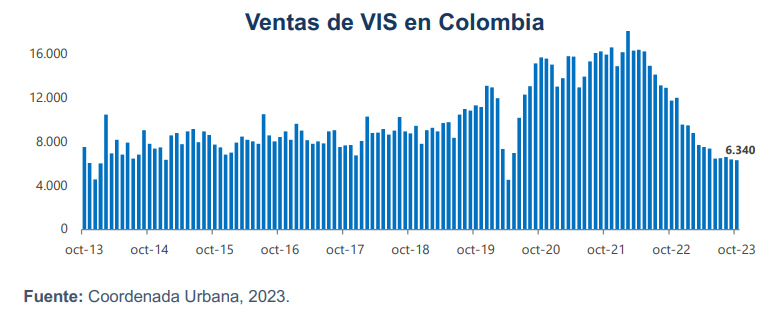 Ventas de VIS en Colombia
16.000
12.000
8.000
4.000
0
6.340
oct-13 oct-14 oct-15 oct-16 oct-17 oct-18 oct-19 oct-20 oct-21 oct-22 oct-23
Fuente: Coordenada Urbana, 2023.